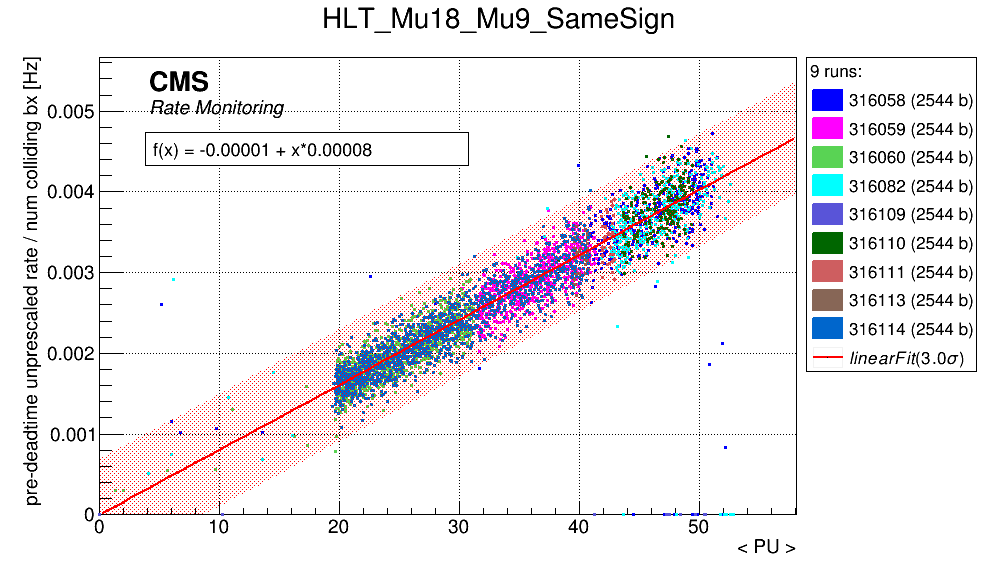 HLT_Mu18_Mu9_SameSign
pre-deadtime unprescaled rate / num colliding bx [Hz]
CMS
Rate Monitoring
f(x) = -0.00001 + x*0.00008
0.005
0.004
0.003
0.002
0.001
0
0 10 20 30 40 50
< PU >
9 runs:
316058 (2544 b)
316059 (2544 b)
316060 (2544 b)
316082 (2544 b)
316109 (2544 b)
316110 (2544 b)
316111 (2544 b)
316113 (2544 b)
316114 (2544 b)
linearFit(3.0σ)